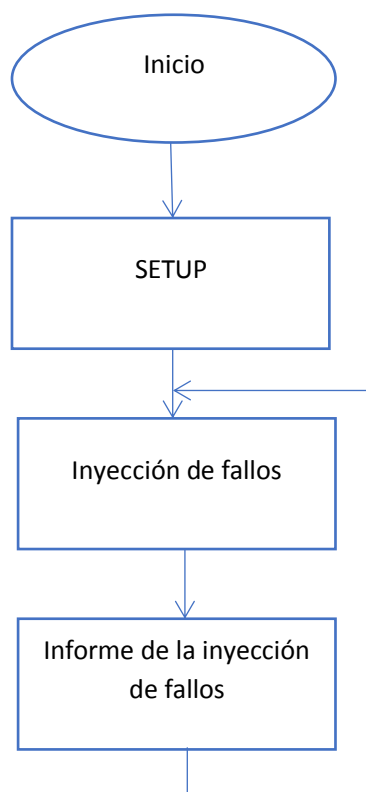 Inicio
SETUP
Inyección de fallos
Informe de la inyección
de fallos